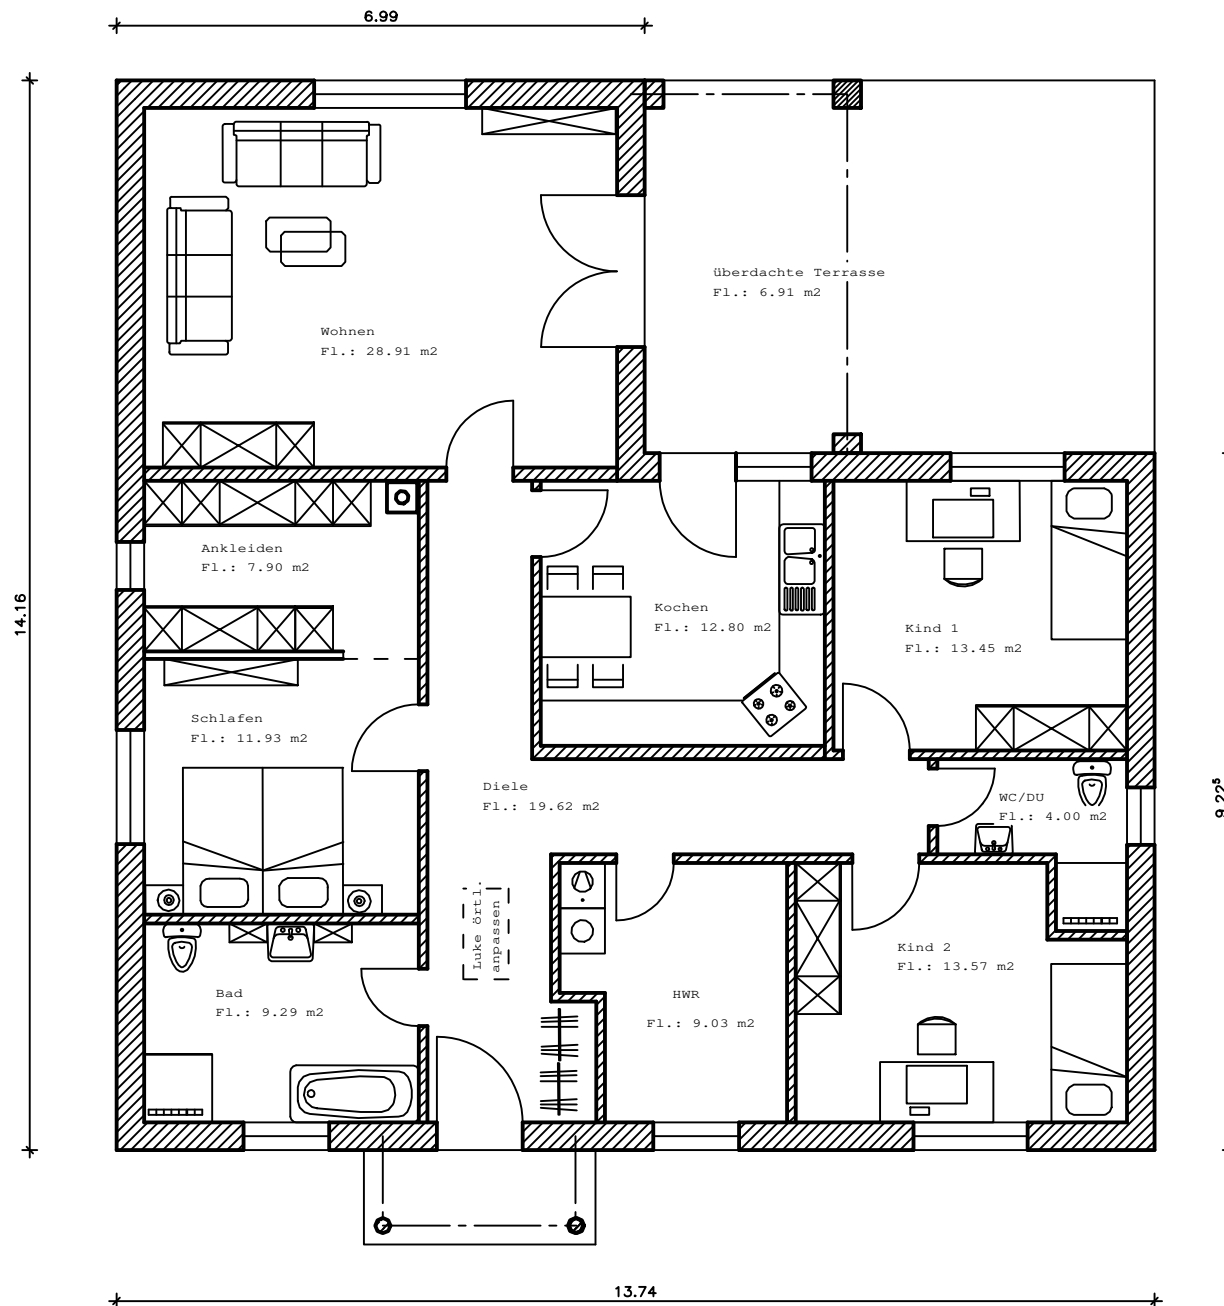 6.99
14.16
überdachte Terrasse
Fl.: 6.91 m2
Wohnen
Fl.: 28.91 m2
Ankleiden
Fl.: 7.90 m2
Kochen
Fl.: 12.80 m2
Kind 1
Fl.: 13.45 m2
Schlafen
Fl.: 11.93 m2
Diele
Fl.: 19.62 m2
WC/DU
Fl.: 4.00 m2
9.22⁵
Luke örtl.
anpassen
Kind 2
Fl.: 13.57 m2
Bad
Fl.: 9.29 m2
HWR
Fl.: 9.03 m2
13.74